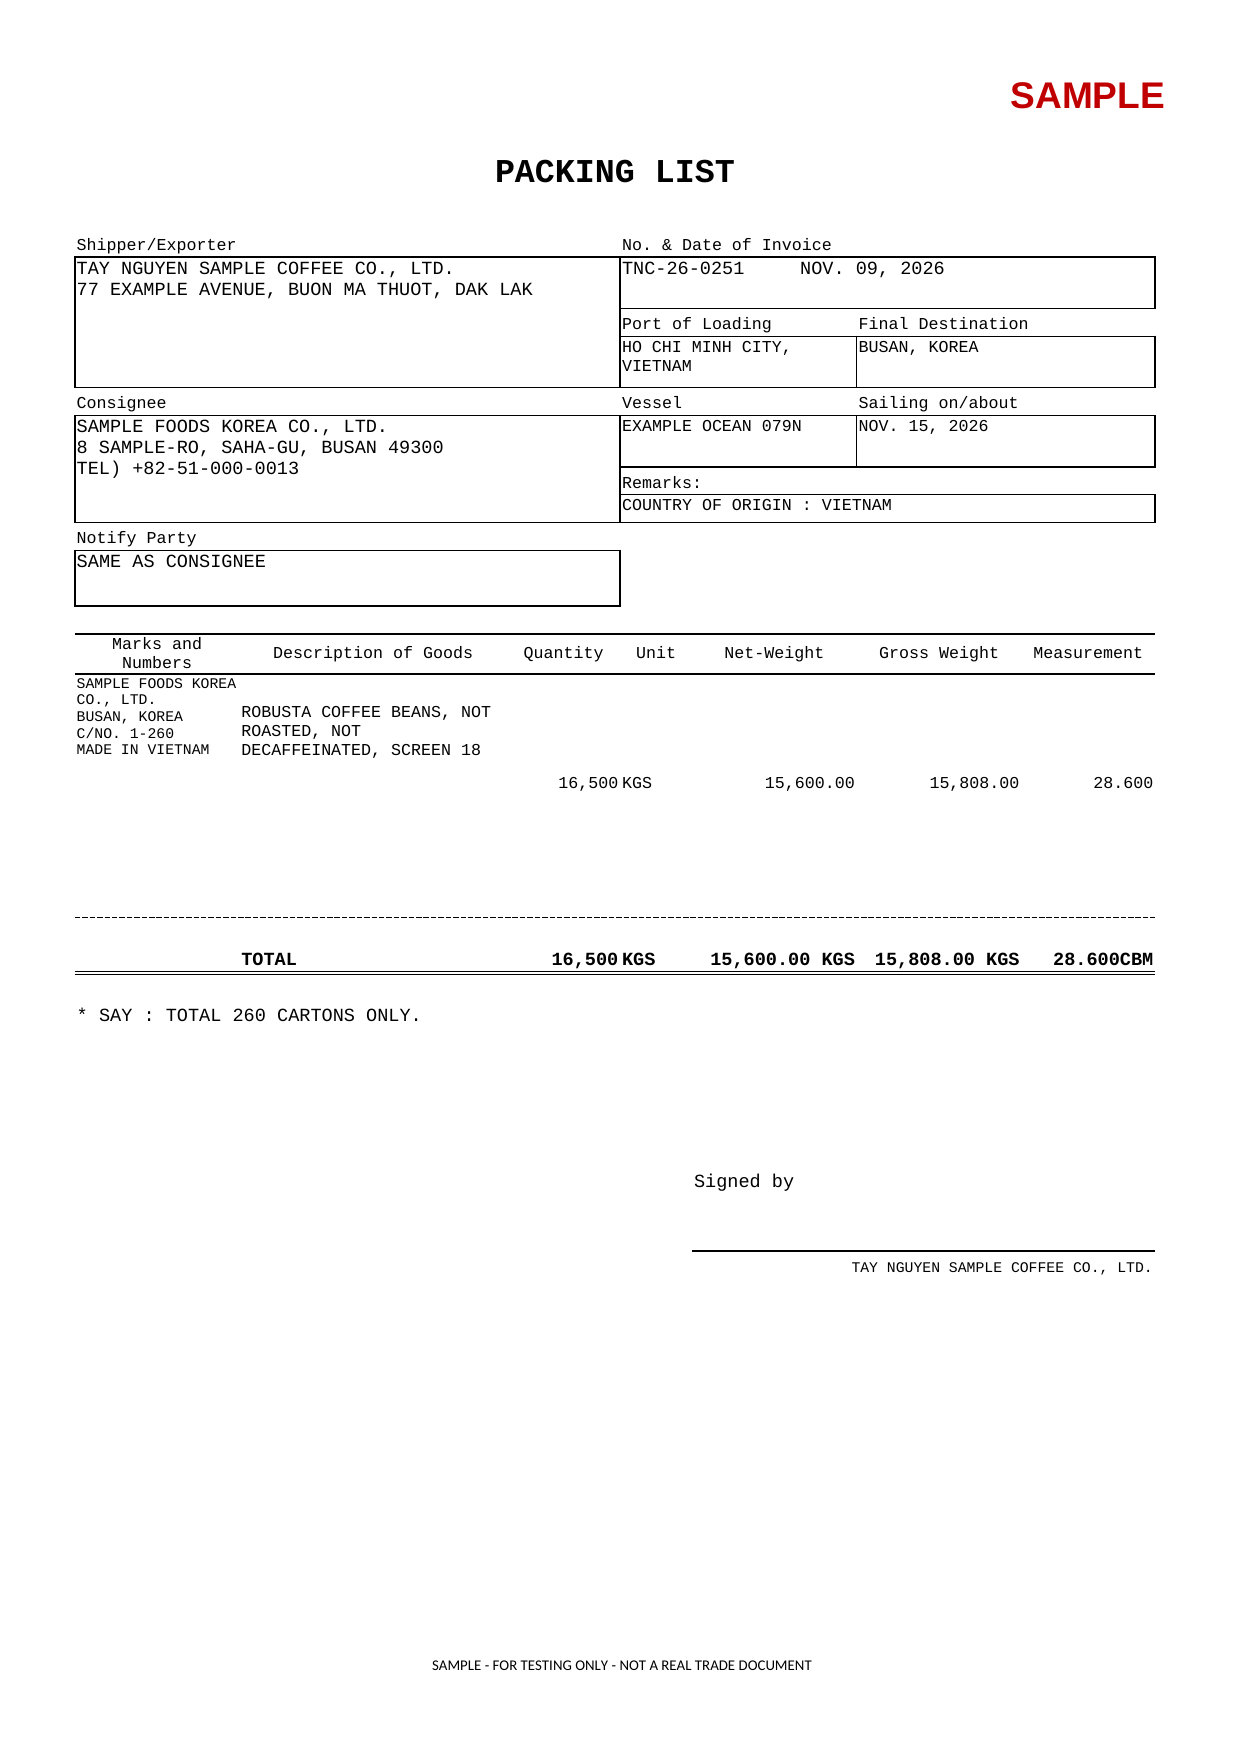 SAMPLE
PACKING LIST
Shipper/Exporter
No. & Date of Invoice
TAY NGUYEN SAMPLE COFFEE CO., LTD.
77 EXAMPLE AVENUE, BUON MA THUOT, DAK LAK
TNC-26-0251 NOV. 09, 2026
Port of Loading Final Destination
HO CHI MINH CITY, VIETNAM
BUSAN, KOREA
Consignee
Vessel Sailing on/about
SAMPLE FOODS KOREA CO., LTD.
8 SAMPLE-RO, SAHA-GU, BUSAN 49300
TEL) +82-51-000-0013
EXAMPLE OCEAN 079N NOV. 15, 2026
Remarks:
COUNTRY OF ORIGIN : VIETNAM
Notify Party
SAME AS CONSIGNEE
Marks and Numbers Description of Goods Quantity Unit Net-Weight Gross Weight Measurement
SAMPLE FOODS KOREA
CO., LTD.
BUSAN, KOREA
C/NO. 1-260
MADE IN VIETNAM
ROBUSTA COFFEE BEANS, NOT
ROASTED, NOT
DECAFFEINATED, SCREEN 18
16,500 KGS 15,600.00 15,808.00 28.600
TOTAL 16,500 KGS 15,600.00 KGS 15,808.00 KGS 28.600CBM
* SAY : TOTAL 260 CARTONS ONLY.
Signed by
TAY NGUYEN SAMPLE COFFEE CO., LTD.
SAMPLE - FOR TESTING ONLY - NOT A REAL TRADE DOCUMENT